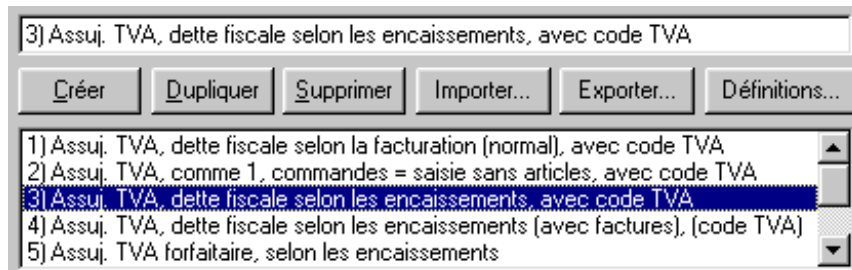 3) Assuj. TVA, dette fiscale selon les encaissements, avec code TVA
Créer Dupliquer Supprimer Importer... Exporter... Définitions...
1) Assuj. TVA, dette fiscale selon la facturation (normal), avec code TVA
2) Assuj. TVA, comme 1, commandes = saisie sans articles, avec code TVA
3) Assuj. TVA, dette fiscale selon les encaissements, avec code TVA
4) Assuj. TVA, dette fiscale selon les encaissements (avec factures), (code TVA)
5) Assuj. TVA forfaitaire, selon les encaissements